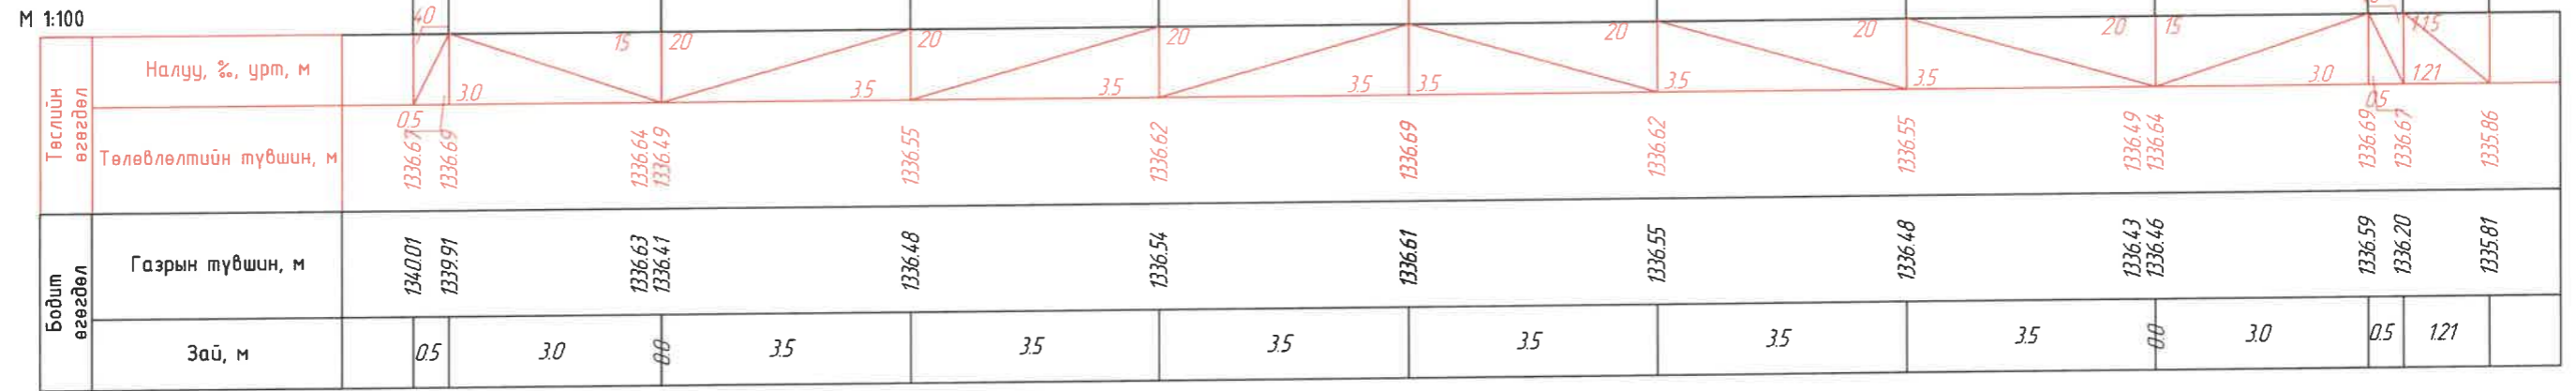 М 1:100
40
Төслийн өгөгдөл
Налуу, ‰, урт, м
15 20 20 20 20 20 20 15 1:1.5
3.0 3.5 3.5 3.5 3.5 3.5 3.5 3.0 1.21
0.5 0.5
Төлөвлөлтийн түвшин, м
1336.67 1336.69 1336.64 1336.49 1336.55 1336.62 1336.69 1336.62 1336.55 1336.49 1336.64 1336.69 1336.67 1335.86
Бодит өгөгдөл
Газрын түвшин, м
1340.01 1339.91 1336.63 1336.41 1336.48 1336.54 1336.61 1336.55 1336.48 1336.43 1336.46 1336.59 1336.20 1335.81
Зай, м
0.5 3.0 0.0 3.5 3.5 3.5 3.5 3.5 3.5 0.0 3.0 0.5 1.21